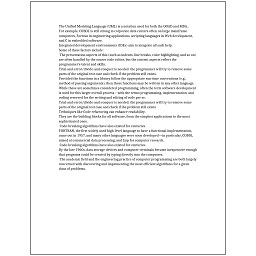 The Unified Modeling Language (UML) is a notation used for both the OOAD and MDA.
For example, COBOL is still strong in corporate data centers often on large mainframe
computers, Fortran in engineering applications, scripting languages in Web development,
and C in embedded software.
Integrated development environments (IDEs) aim to integrate all such help.
Some of these factors include:
The presentation aspects of this (such as indents, line breaks, color highlighting, and so on)
are often handled by the source code editor, but the content aspects reflect the
programmer's talent and skills.
Trial-and-error/divide-and-conquer is needed: the programmer will try to remove some
parts of the original test case and check if the problem still exists.
Provided the functions in a library follow the appropriate run-time conventions (e.g.,
method of passing arguments), then these functions may be written in any other language.
While these are sometimes considered programming, often the term software development
is used for this larger overall process – with the terms programming, implementation, and
coding reserved for the writing and editing of code per se.
Trial-and-error/divide-and-conquer is needed: the programmer will try to remove some
parts of the original test case and check if the problem still exists.
Techniques like Code refactoring can enhance readability.
They are the building blocks for all software, from the simplest applications to the most
sophisticated ones.
Code-breaking algorithms have also existed for centuries.
FORTRAN, the first widely used high-level language to have a functional implementation,
came out in 1957, and many other languages were soon developed—in particular, COBOL
aimed at commercial data processing, and Lisp for computer research.
Code-breaking algorithms have also existed for centuries.
By the late 1960s, data storage devices and computer terminals became inexpensive enough
that programs could be created by typing directly into the computers.
The academic field and the engineering practice of computer programming are both largely
concerned with discovering and implementing the most efficient algorithms for a given
class of problems.